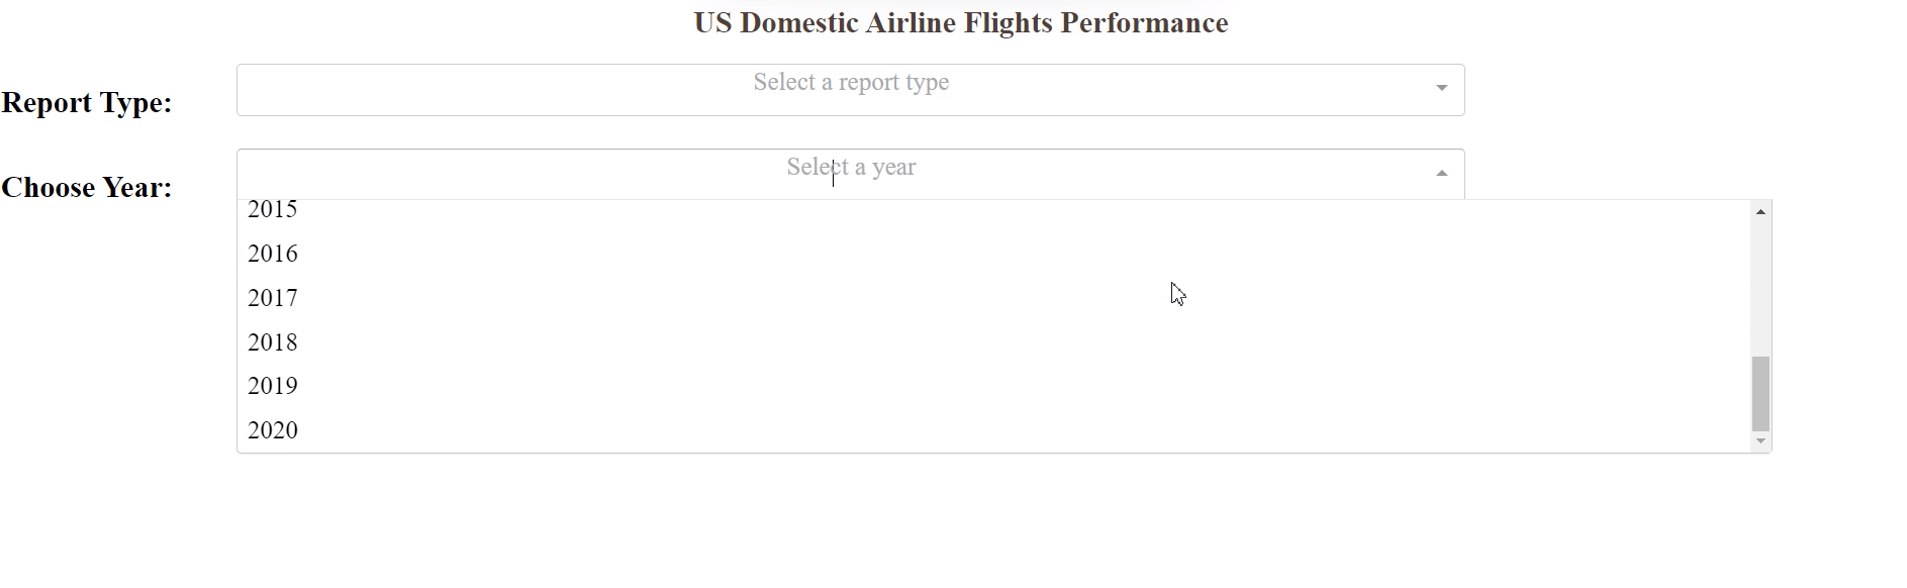 US Domestic Airline Flights Performance
Report Type:
Select a report type
Choose Year:
Select a year
2015
2016
2017
2018
2019
2020